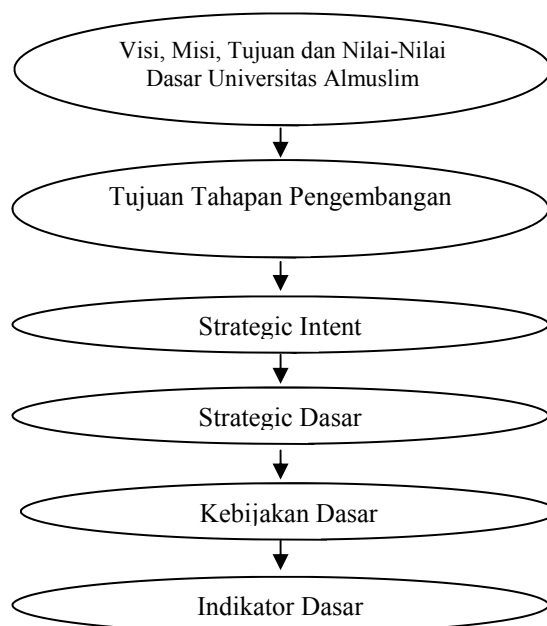 Visi, Misi, Tujuan dan Nilai-Nilai
Dasar Universitas Almuslim
Tujuan Tahapan Pengembangan
Strategic Intent
Strategic Dasar
Kebijakan Dasar
Indikator Dasar